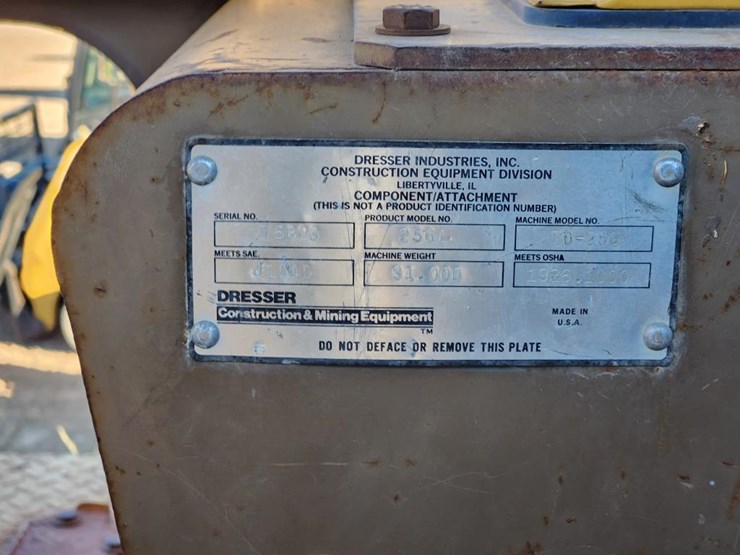 DRESSER INDUSTRIES, INC.
CONSTRUCTION EQUIPMENT DIVISION
LIBERTYVILLE, IL
COMPONENT/ATTACHMENT
(THIS IS NOT A PRODUCT IDENTIFICATION NUMBER)
SERIAL NO. PRODUCT MODEL NO. MACHINE MODEL NO.
MEETS SAE. MACHINE WEIGHT MEETS OSHA
91.000
DRESSER
Construction & Mining Equipment
TM
MADE IN
U.S.A.
DO NOT DEFACE OR REMOVE THIS PLATE